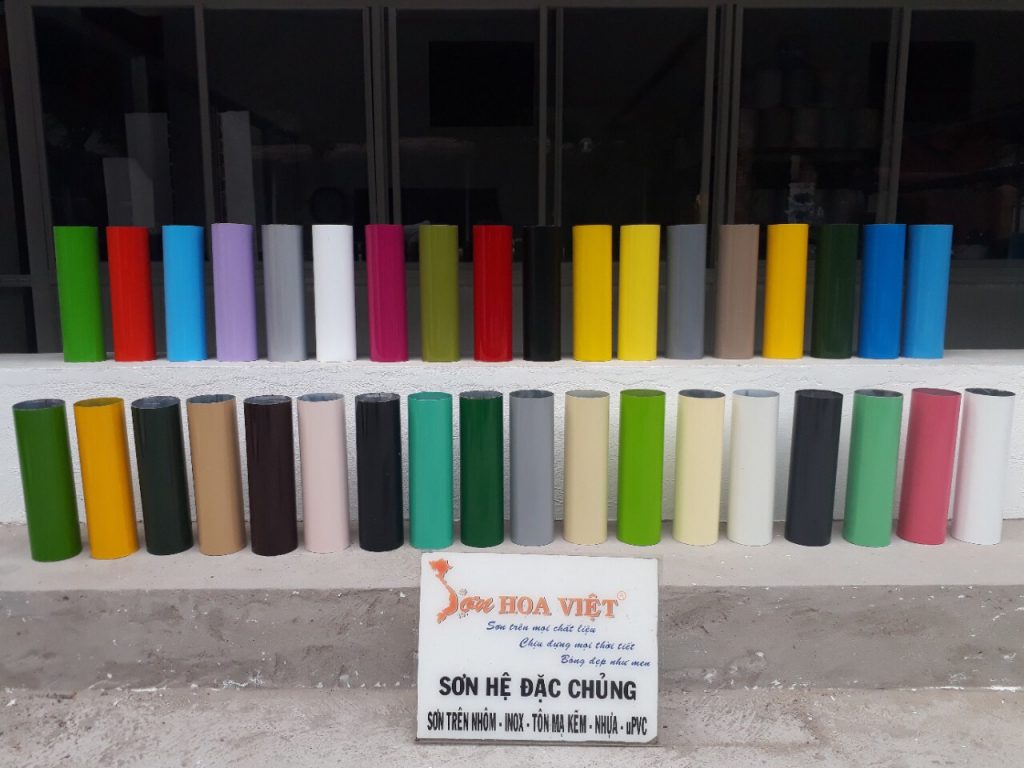 Sơn HOA VIỆT ®
Sơn trên mọi chất liệu
Chịu đựng mọi thời tiết
Bóng đẹp như men
SƠN HỆ ĐẶC CHỦNG
SƠN TRÊN NHÔM - INOX - TÔN MẠ KẼM - NHỰA - uPVC